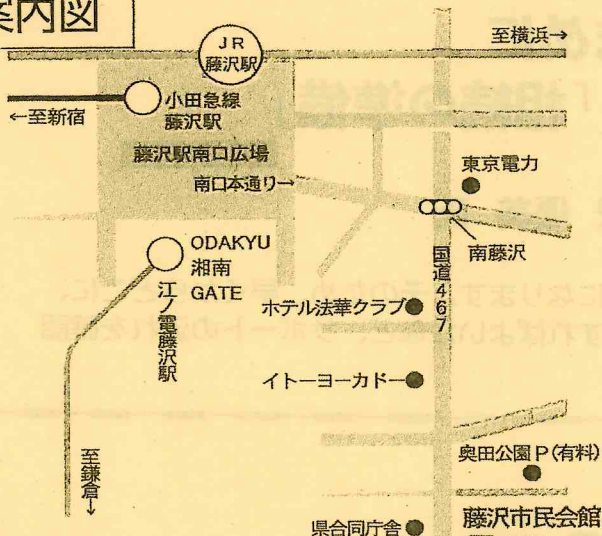 案内図
JR
藤沢駅
至横浜→
←至新宿
小田急線
藤沢駅
藤沢駅南口広場
南口本通り→
東京電力
南藤沢
ODAKYU
湘南
GATE
江ノ電藤沢駅
国道467
ホテル法華クラブ
イトーヨーカドー
至鎌倉→
奥田公園P(有料)
県合同庁舎
藤沢市民会館